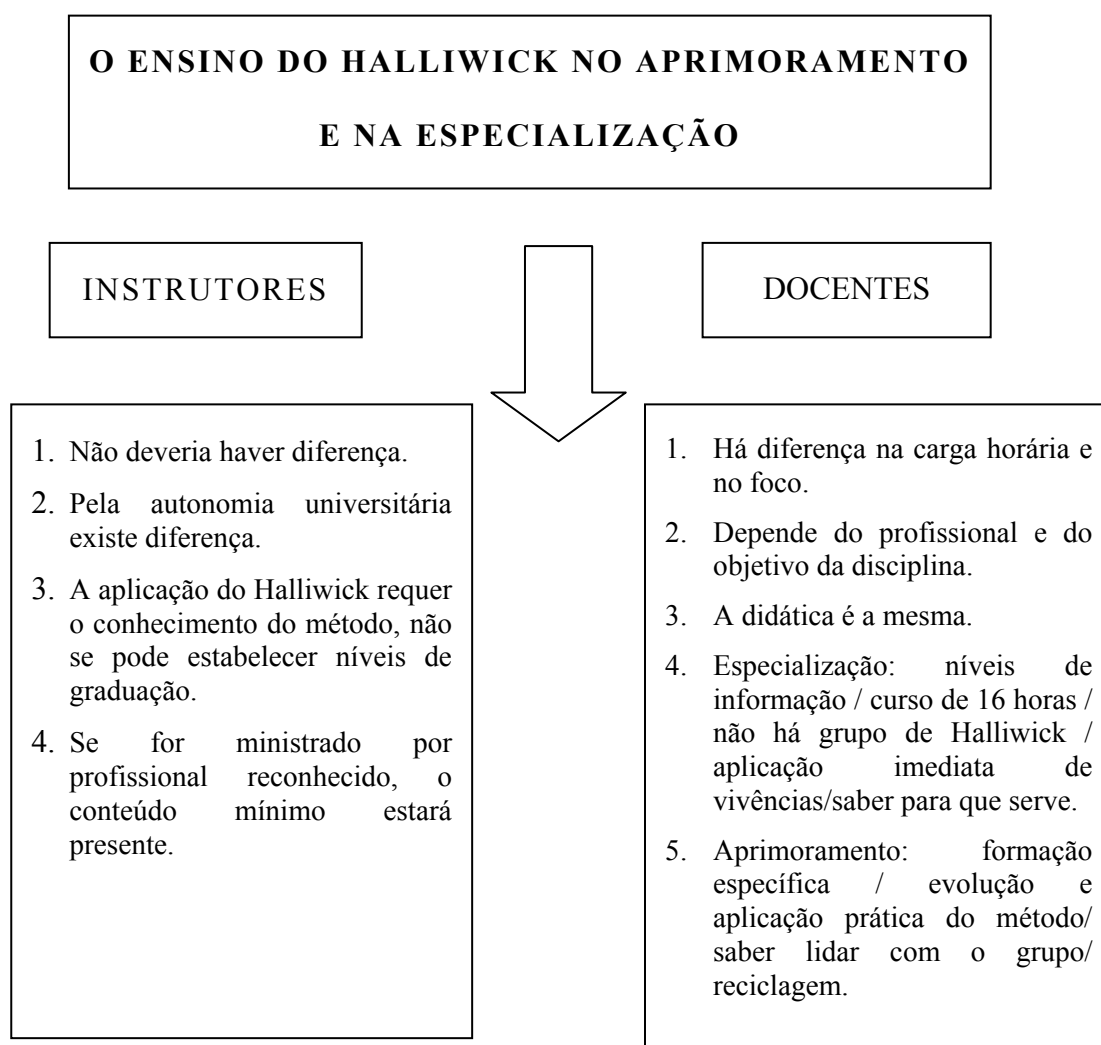 O ENSINO DO HALLIWICK NO APRIMORAMENTO
E NA ESPECIALIZAÇÃO
INSTRUTORES
DOCENTES
1. Não deveria haver diferença.
2. Pela autonomia universitária
existe diferença.
3. A aplicação do Halliwick requer
o conhecimento do método, não
se pode estabelecer níveis de
graduação.
4. Se for ministrado por
profissional reconhecido, o
conteúdo mínimo estará
presente.
1. Há diferença na carga horária e
no foco.
2. Depende do profissional e do
objetivo da disciplina.
3. A didática é a mesma.
4. Especialização: níveis de
informação / curso de 16 horas /
não há grupo de Halliwick /
aplicação imediata de
vivências/saber para que serve.
5. Aprimoramento: formação
específica / evolução e
aplicação prática do método/
saber lidar com o grupo/
reciclagem.